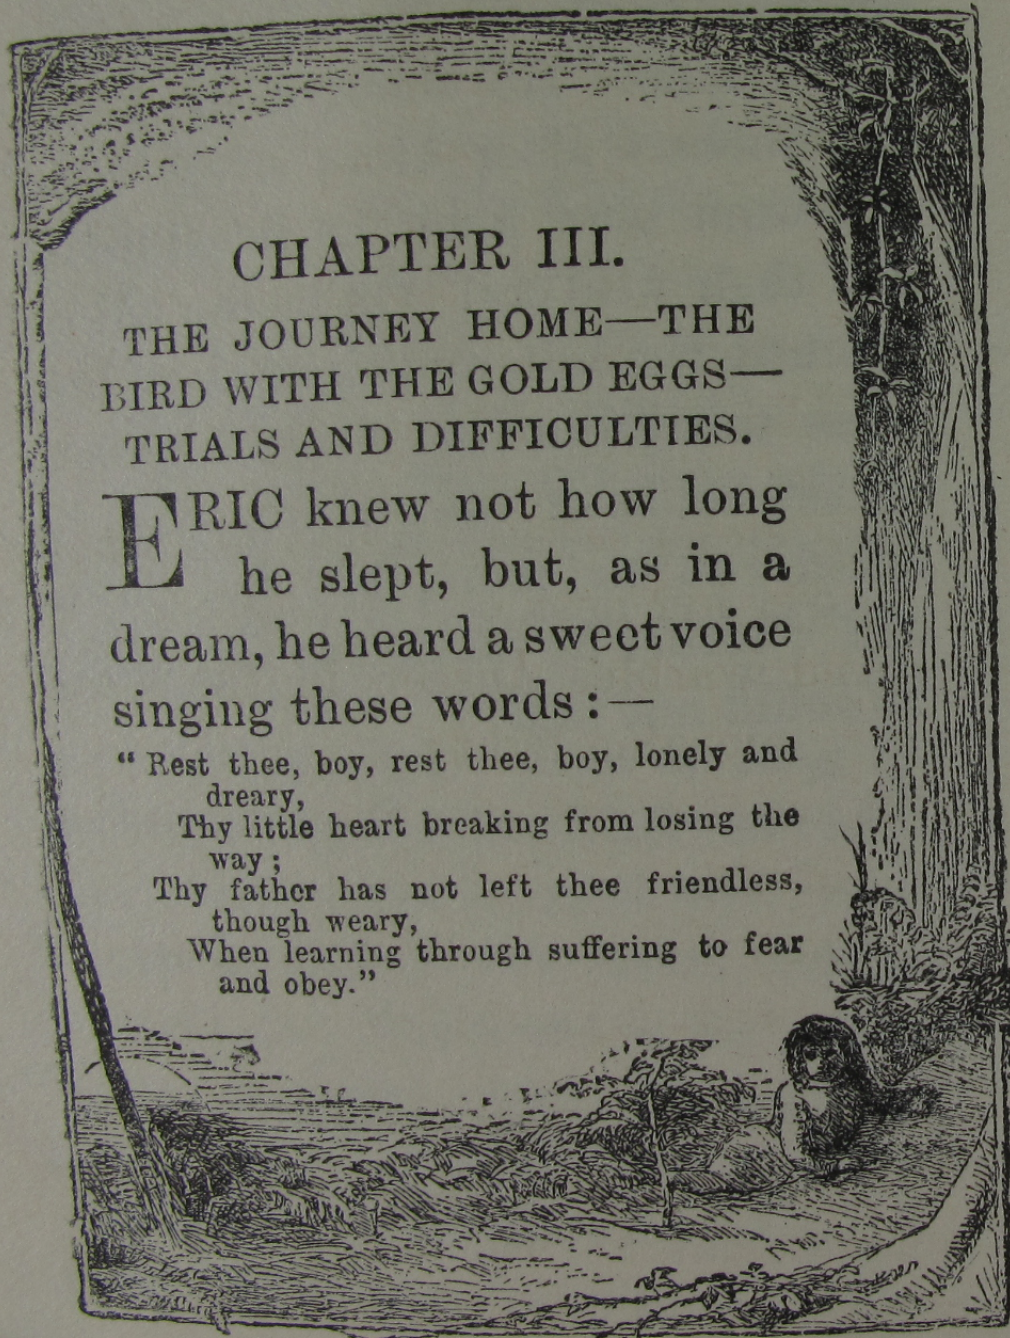 CHAPTER III.
THE JOURNEY HOME—THE
BIRD WITH THE GOLD EGGS—
TRIALS AND DIFFICULTIES.
ERIC knew not how long
he slept, but, as in a
dream, he heard a sweet voice
singing these words :—
“ Rest thee, boy, rest thee, boy, lonely and
dreary,
Thy little heart breaking from losing the
way ;
Thy father has not left thee friendless,
though weary,
When learning through suffering to fear
and obey.”